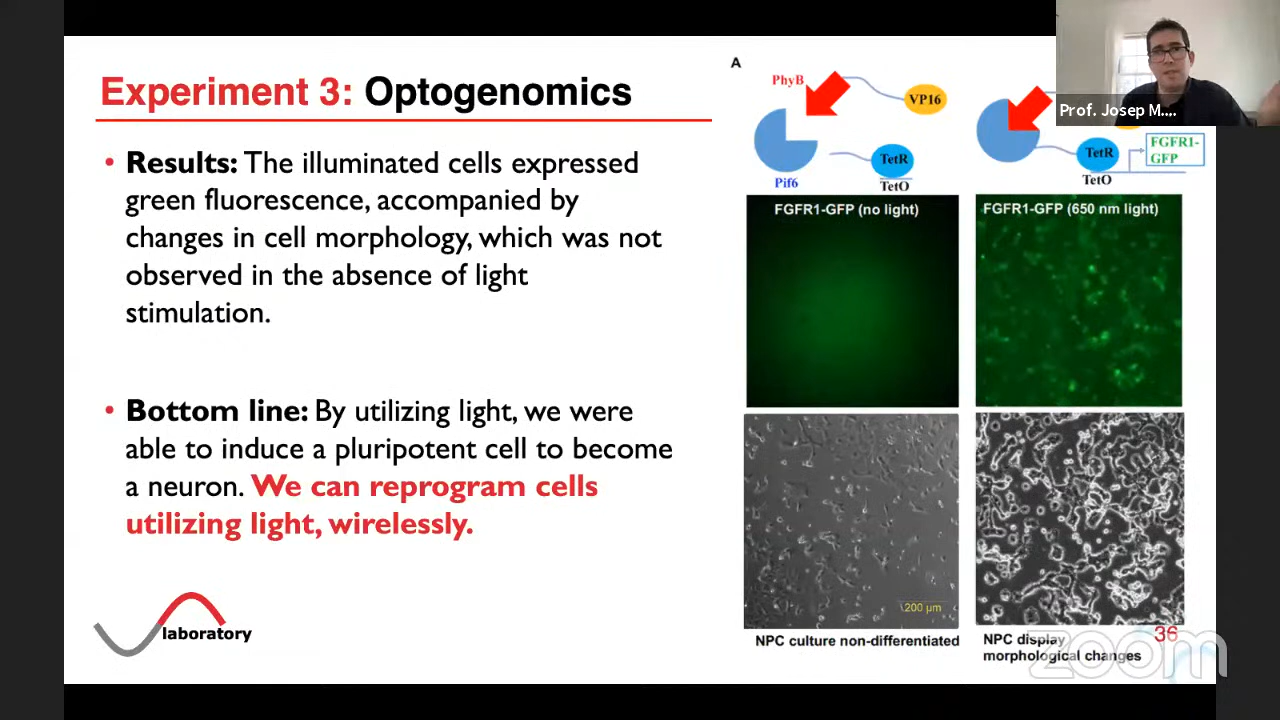 Experiment 3: Optogenomics
• Results: The illuminated cells expressed
green fluorescence, accompanied by
changes in cell morphology, which was not
observed in the absence of light
stimulation.
• Bottom line: By utilizing light, we were
able to induce a pluripotent cell to become
a neuron. We can reprogram cells
utilizing light, wirelessly.
laboratory
A
PhyB
VP16
TetR
Pif6
TetO
Prof. Josep M....
TetR
TetO
FGFR1-
GFP
FGFR1-GFP (no light)
FGFR1-GFP (650 nm light)
200 µm
NPC culture non-differentiated
NPC display
morphological changes
36
zoom